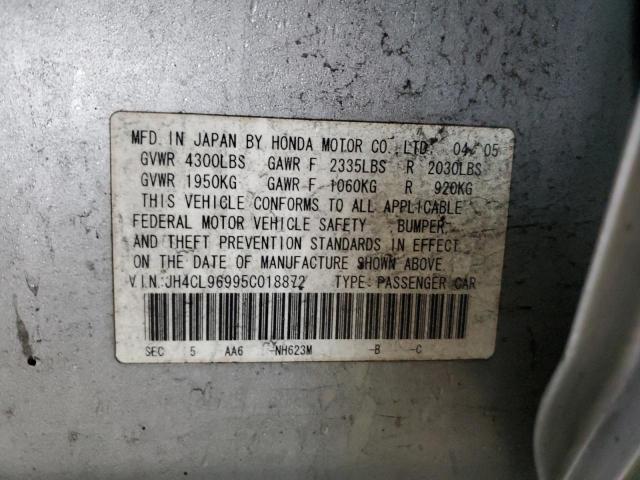 MFD. IN JAPAN BY HONDA MOTOR CO.,LTD. 04/05
GVWR 4300LBS GAWR F 2335LBS R 2030LBS
GVWR 1950KG GAWR F 1060KG R 920KG
THIS VEHICLE CONFORMS TO ALL APPLICABLE
FEDERAL MOTOR VEHICLE SAFETY BUMPER,
AND THEFT PREVENTION STANDARDS IN EFFECT
ON THE DATE OF MANUFACTURE SHOWN ABOVE.
V.I.N.:JH4CL96995C018872 TYPE: PASSENGER CAR
SEC 5 AA6 -NH623M -B -C